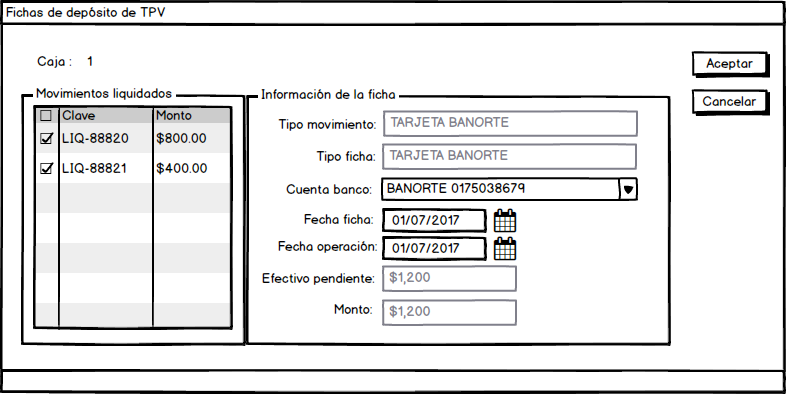 Fichas de depósito de TPV
Caja : 1
Aceptar
Cancelar
Movimientos liquidados
Clave Monto
LIQ-88820 $800.00
LIQ-88821 $400.00
Información de la ficha
Tipo movimiento: TARJETA BANORTE
Tipo ficha: TARJETA BANORTE
Cuenta banco: BANORTE 0175038679
Fecha ficha: 01/07/2017
Fecha operación: 01/07/2017
Efectivo pendiente: $1,200
Monto: $1,200